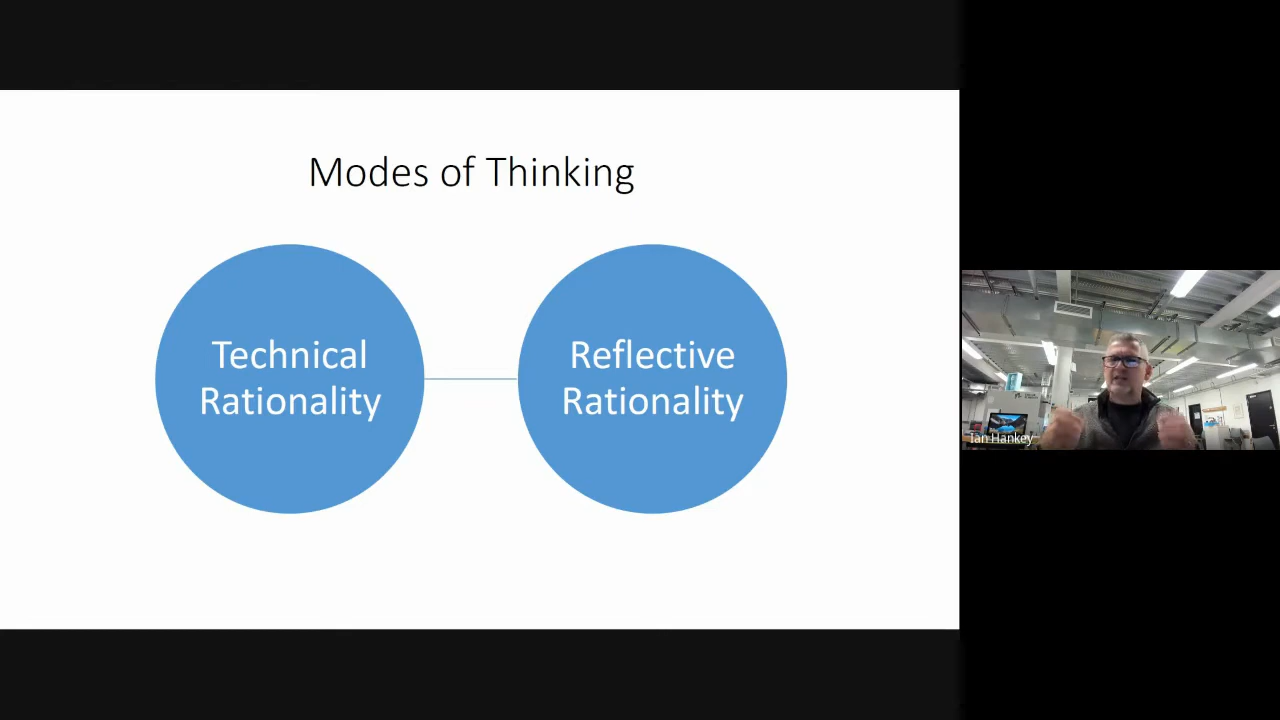 Modes of Thinking
Technical
Rationality
Reflective
Rationality
Ian Hankey